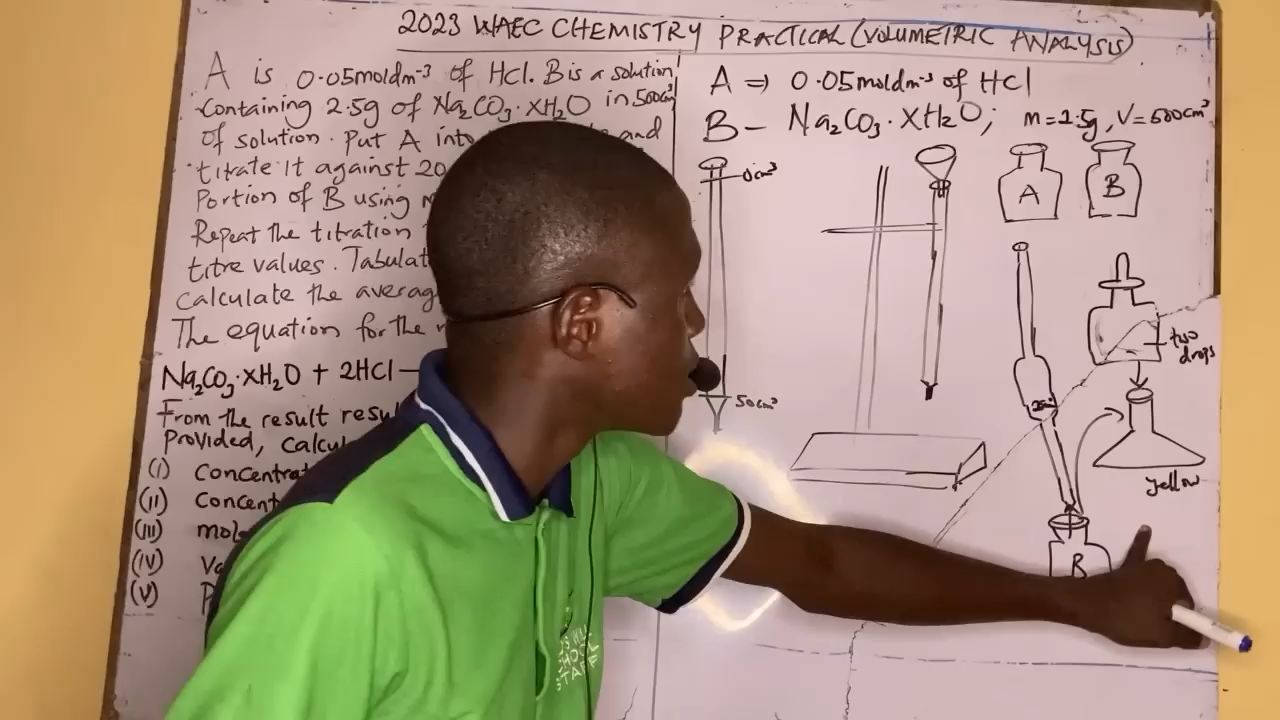 2023 WAEC CHEMISTRY PRACTICAL (VOLUMETRIC ANALYSIS)
A is 0.05moldm-3 of HCl. B is a solution
Containing 2.5g of Na2CO3.XH2O in 500cm3
of solution. Put A into and
titrate it against 20
Portion of B using
Repeat the titration
titre values. Tabulat
Calculate the averag
The equation for the
Na2CO3.XH2O + 2HCl
From the result
Provided, calcul
(I) Concentrat
(II) Concent
(III) mol
(IV)
(V)
A => 0.05moldm-3 of HCl
B - Na2CO3.XH2O; m=2.5g, V=500cm3
0cm3
50cm3
A
B
two
drops
yellow
B